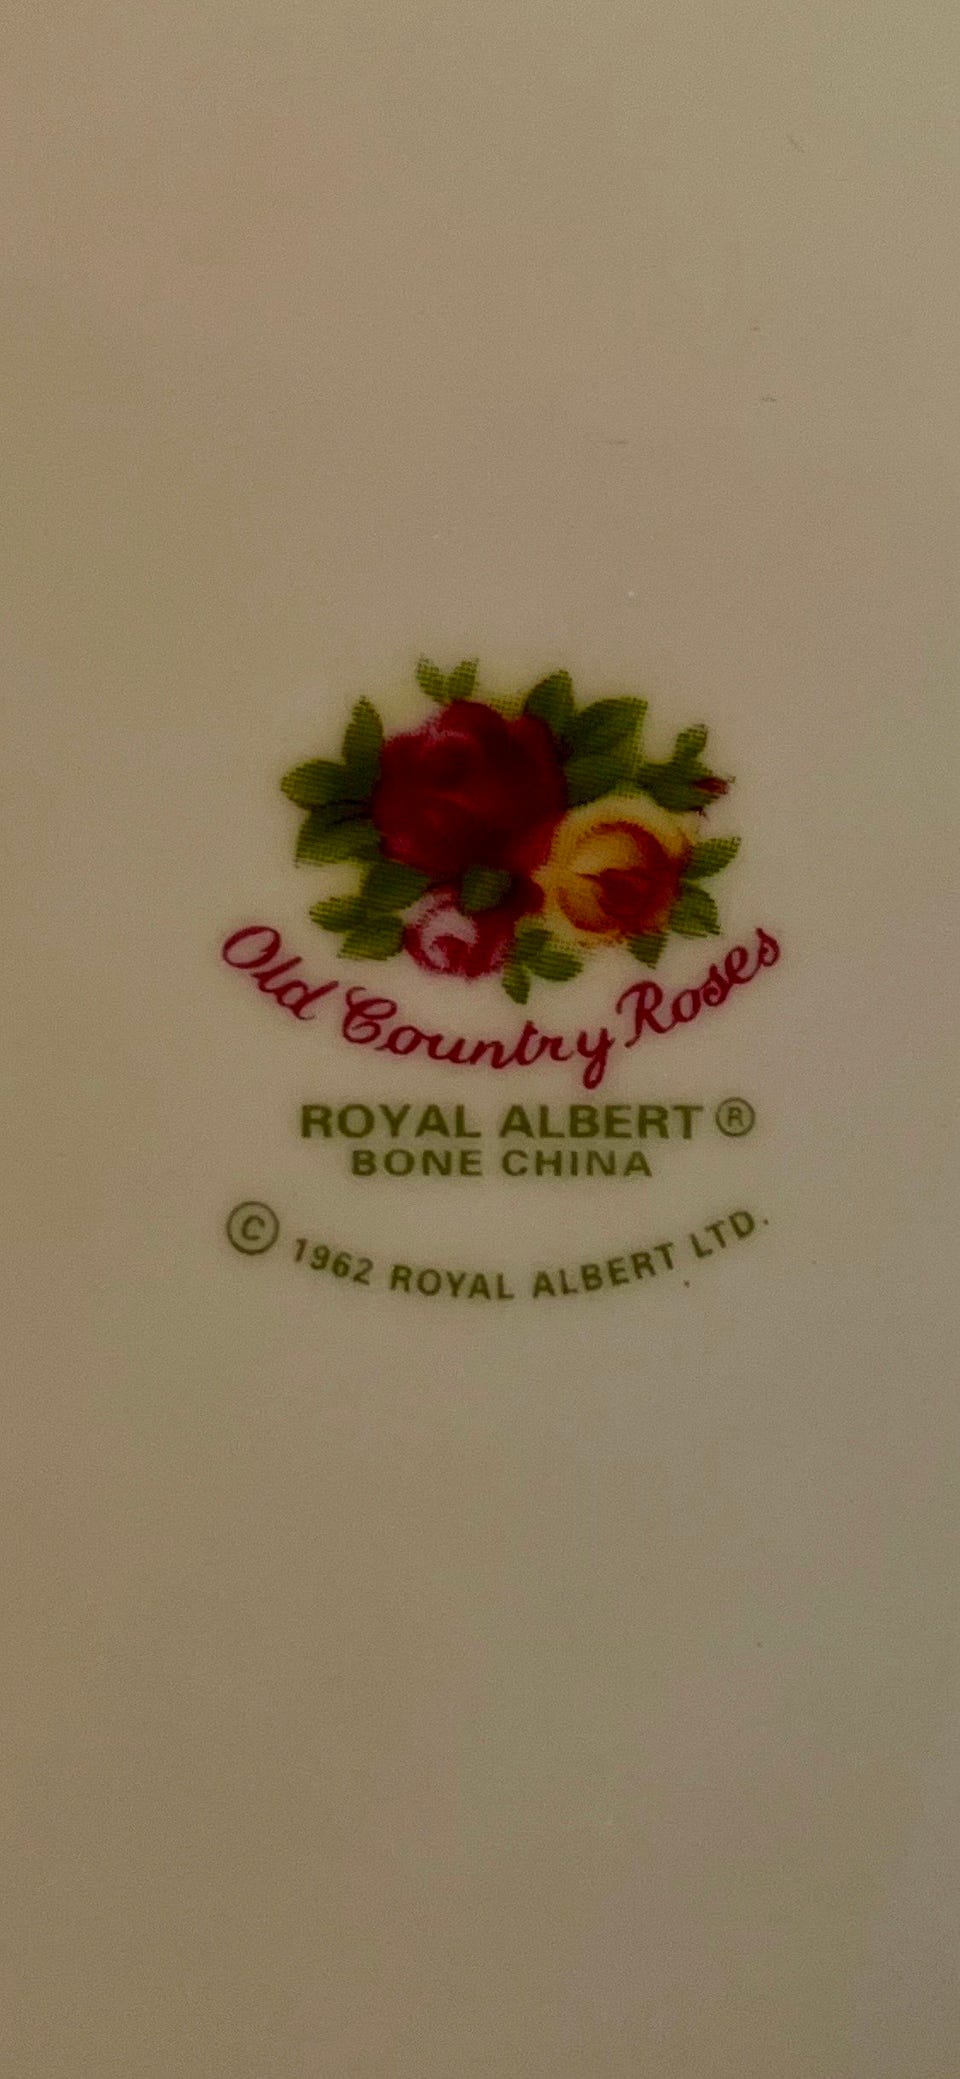 Old Country Roses
ROYAL ALBERT ®
BONE CHINA
© 1962 ROYAL ALBERT LTD.